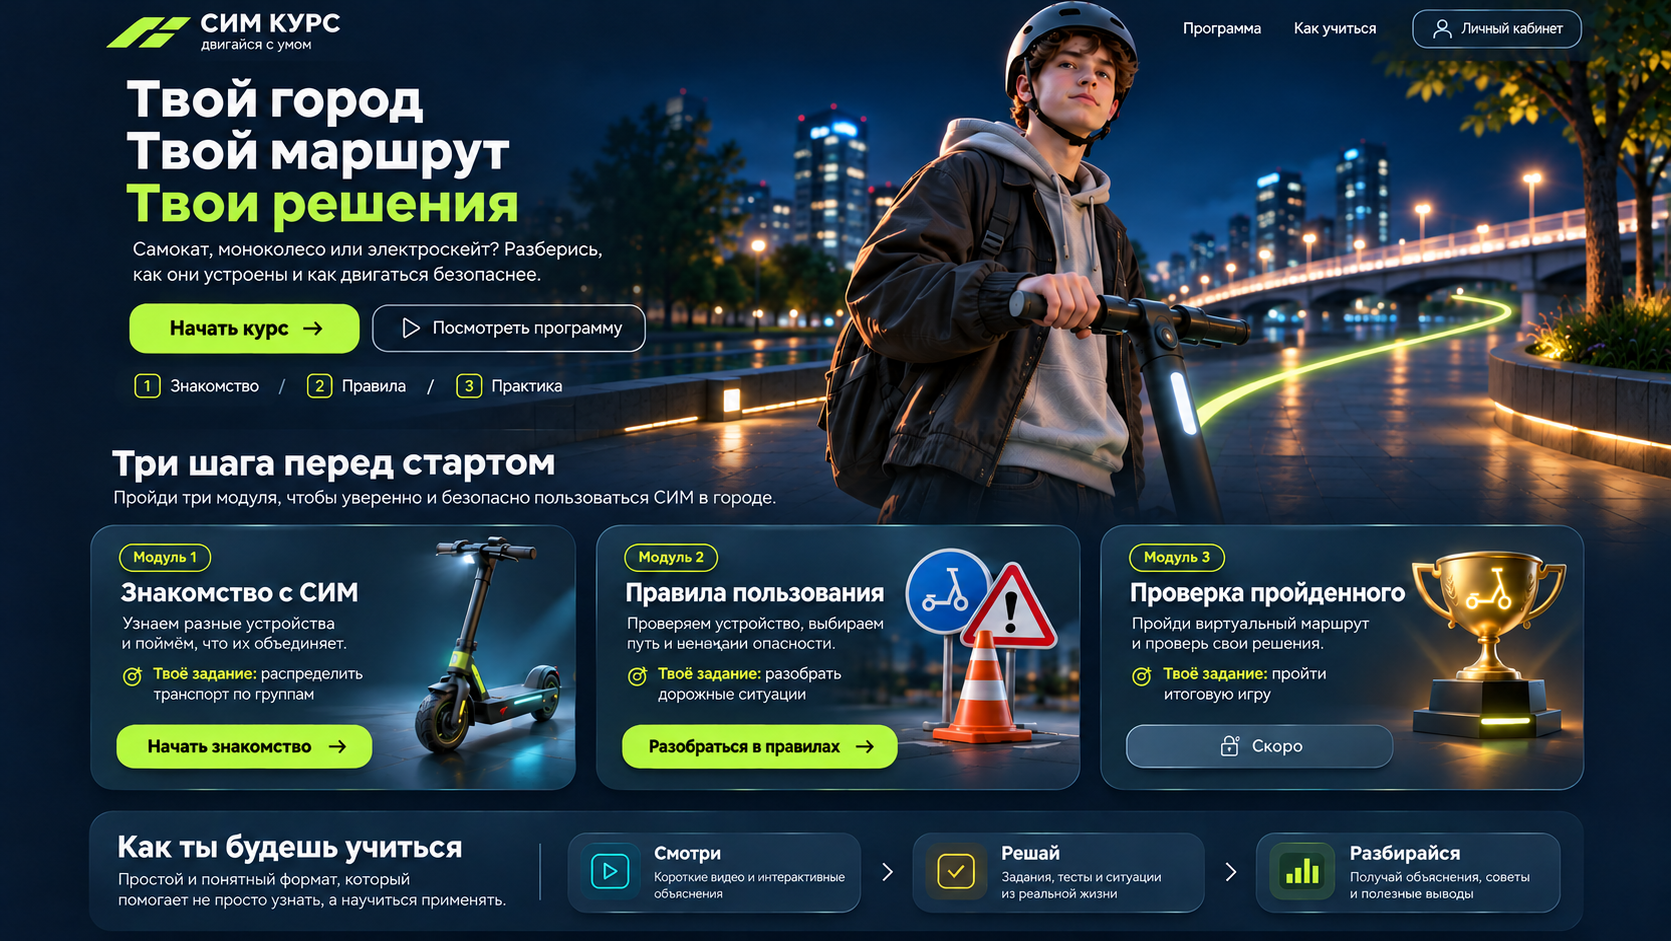 СИМ КУРС
двигайся с умом
Программа
Как учиться
Личный кабинет
Твой город
Твой маршрут
Твои решения
Самокат, моноколесо или электроскейт? Разберись,
как они устроены и как двигаться безопаснее.
Начать курс →
Посмотреть программу
1 Знакомство / 2 Правила / 3 Практика
Три шага перед стартом
Пройди три модуля, чтобы уверенно и безопасно пользоваться СИМ в городе.
Модуль 1
Знакомство с СИМ
Узнаем разные устройства
и поймём, что их объединяет.
Твоё задание: распределить
транспорт по группам
Начать знакомство →
Модуль 2
Правила пользования
Проверяем устройство, выбираем
путь и опасности.
Твоё задание: разобрать
дорожные ситуации
Разобраться в правилах →
Модуль 3
Проверка пройденного
Пройди виртуальный маршрут
и проверь свои решения.
Твоё задание: пройти
итоговую игру
Скоро
Как ты будешь учиться
Простой и понятный формат, который
помогает не просто узнать, а научиться применять.
Смотри
Короткие видео и интерактивные
объяснения
Решай
Задания, тесты и ситуации
из реальной жизни
Разбирайся
Получай объяснения, советы
и полезные выводы